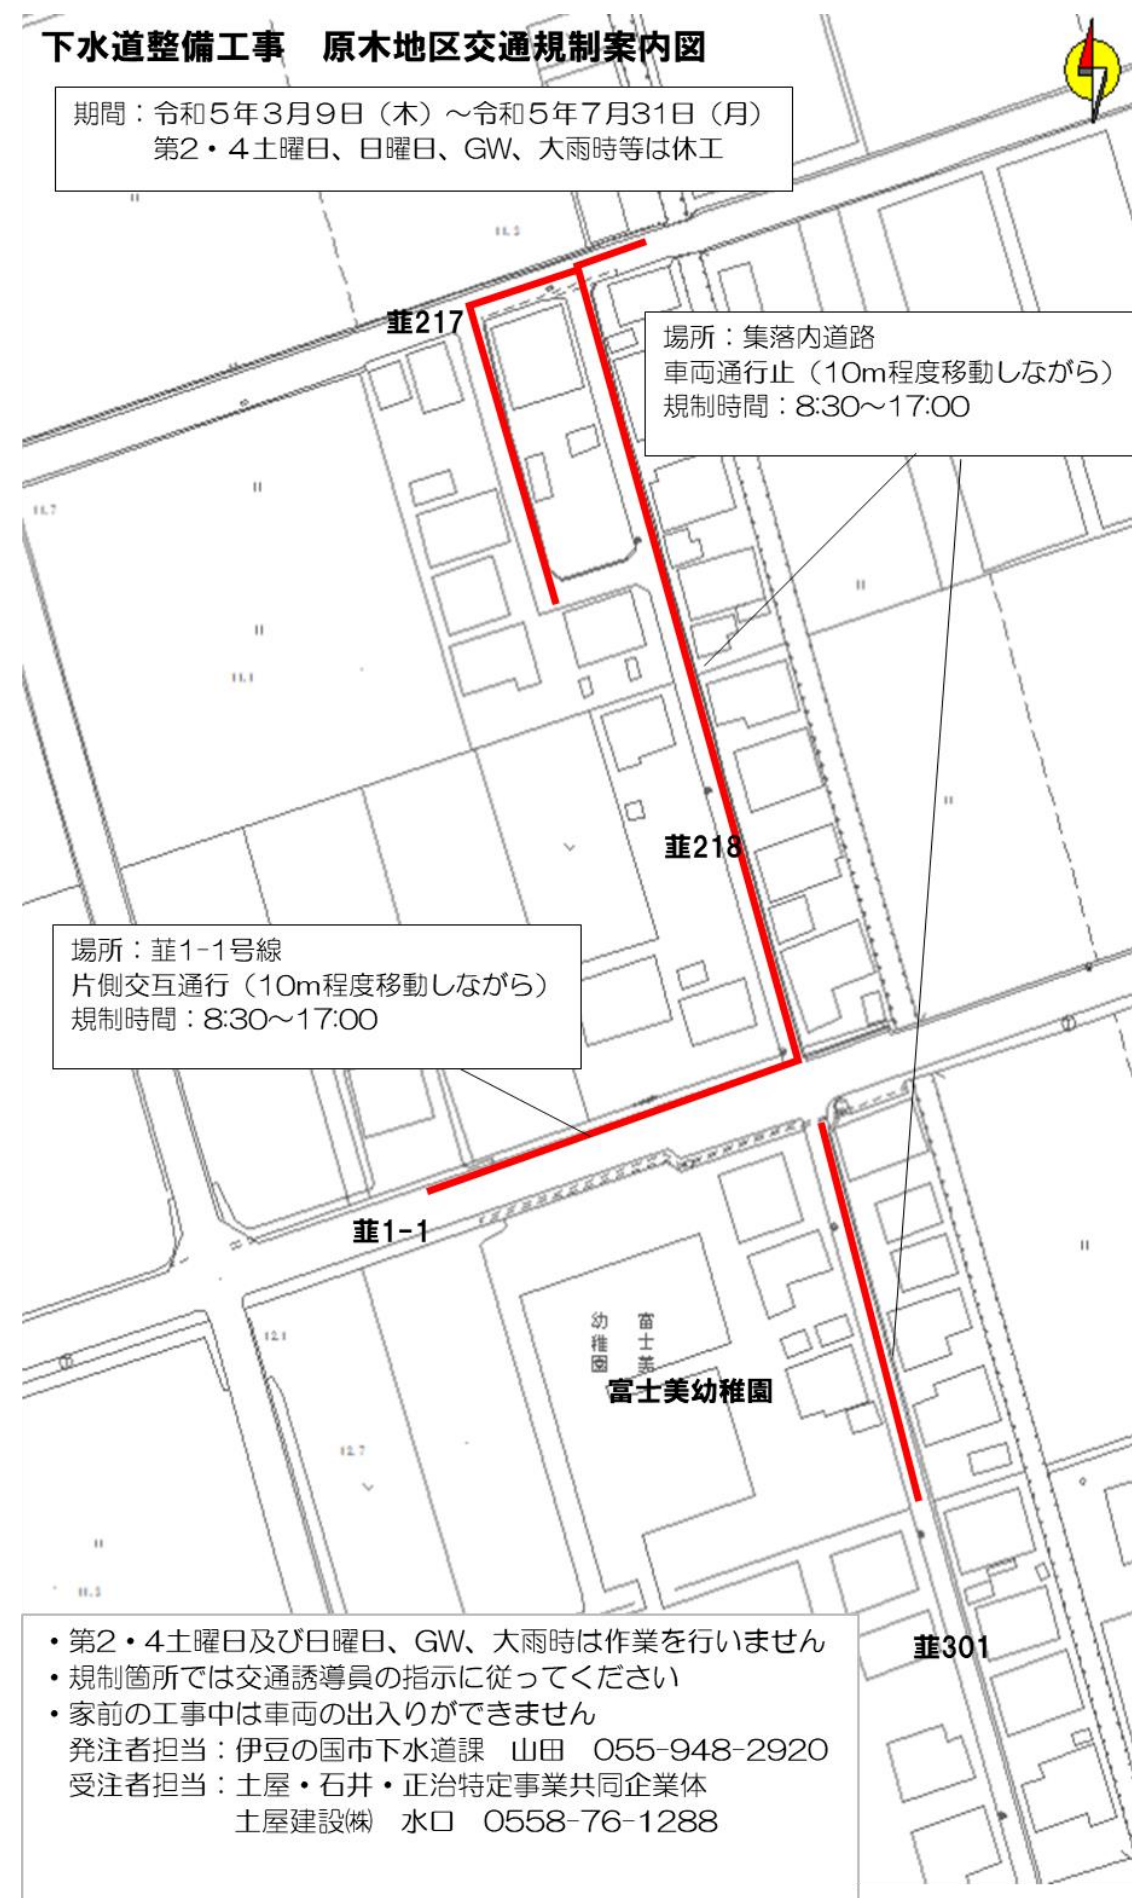 下水道整備工事　原木地区交通規制案内図
期間：令和５年３月９日（木）～令和５年７月31日（月）
第２・４土曜日、日曜日、GW、大雨時等は休工
11.5
韮217
場所：集落内道路
車両通行止（10m程度移動しながら）
規制時間：8:30～17:00
11.7
11.1
韮218
場所：韮1-1号線
片側交互通行（10m程度移動しながら）
規制時間：8:30～17:00
韮1-1
12.1
富士美
幼稚園
富士美幼稚園
12.7
11.5
・第２・４土曜日及び日曜日、GW、大雨時は作業を行いません
・規制箇所では交通誘導員の指示に従ってください
・家前の工事中は車両の出入りができません
発注者担当：伊豆の国市下水道課　山田　055-948-2920
受注者担当：土屋・石井・正治特定事業共同企業体
土屋建設㈱　水口　0558-76-1288
韮301